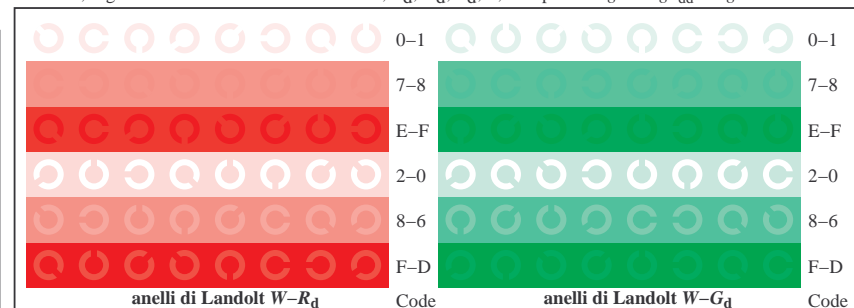 0–1 0–1
7–8 7–8
E–F E–F
2–0 2–0
8–6 8–6
F–D F–D
anelli di Landolt W–Rd Code anelli di Landolt W–Gd Code